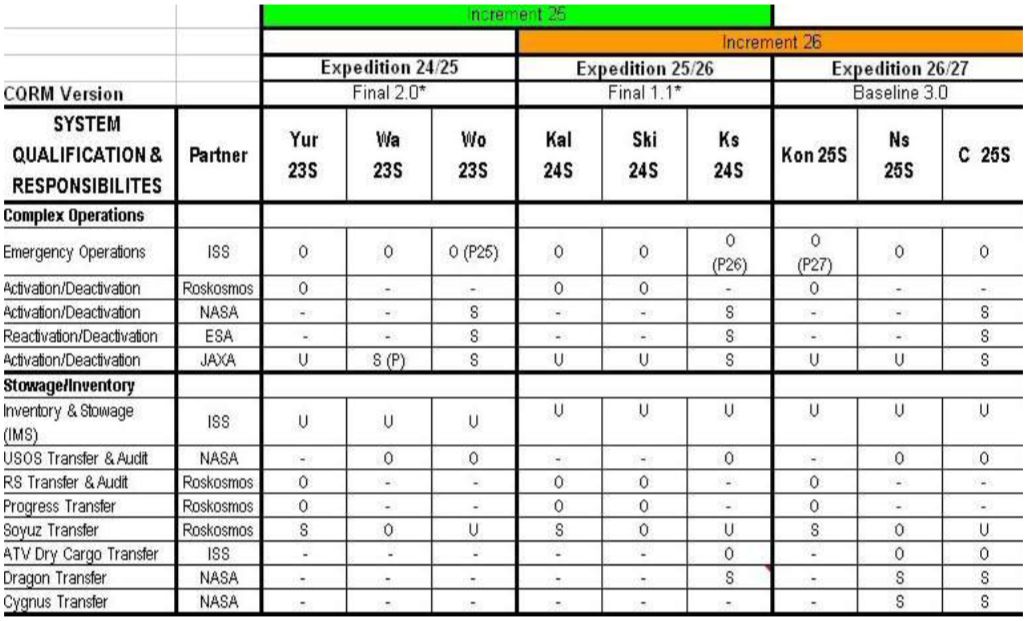 Increment 25
Increment 26
Expedition 24/25 Expedition 25/26 Expedition 26/27
CQRM Version Final 2.0* Final 1.1* Baseline 3.0
SYSTEM QUALIFICATION & RESPONSIBILITES Partner Yur 23S Wa 23S Wo 23S Kal 24S Ski 24S Ks 24S Kon 25S Ns 25S C 25S
Complex Operations
Emergency Operations ISS O O O (P25) O O O (P26) O (P27) O O
Activation/Deactivation Roskosmos O - - O O - O - -
Activation/Deactivation NASA - - S - - S - - S
Reactivation/Deactivation ESA - - S - - S - - S
Activation/Deactivation JAXA U S (P) S U U S U U S
Stowage/Inventory
Inventory & Stowage (IMS) ISS U U U U U U U U U
USOS Transfer & Audit NASA - O O - - O - O O
RS Transfer & Audit Roskosmos O - - O O - O - -
Progress Transfer Roskosmos O - - O O - O - -
Soyuz Transfer Roskosmos S O U S O U S O U
ATV Dry Cargo Transfer ISS - - - - - O - O O
Dragon Transfer NASA - - - - - S - S S
Cygnus Transfer NASA - - - - - - - S S